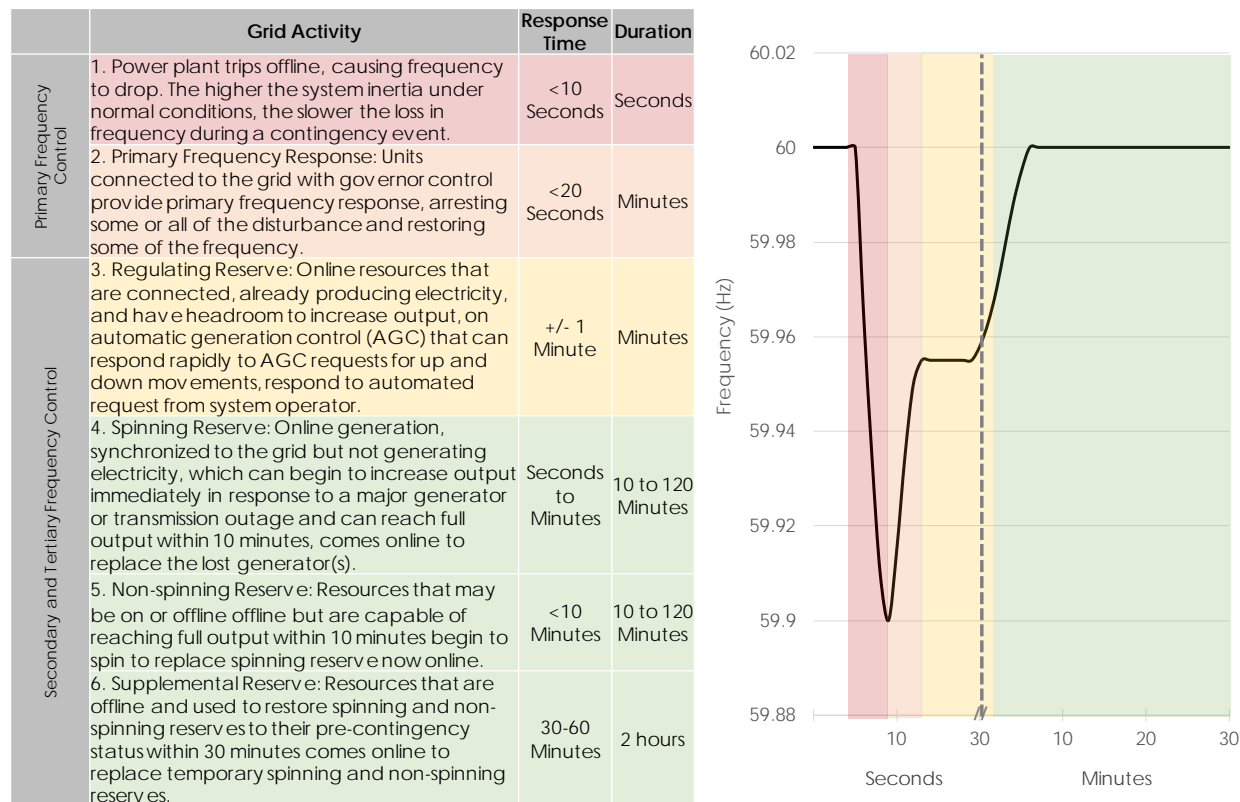 Grid Activity
Response
Time
Duration
Primary Frequency
Control
1. Power plant trips offline, causing frequency
to drop. The higher the system inertia under
normal conditions, the slower the loss in
frequency during a contingency event.
<10
Seconds
Seconds
2. Primary Frequency Response: Units
connected to the grid with governor control
provide primary frequency response, arresting
some or all of the disturbance and restoring
some of the frequency.
<20
Seconds
Minutes
Secondary and Tertiary Frequency Control
3. Regulating Reserve: Online resources that
are connected, already producing electricity,
and have headroom to increase output, on
automatic generation control (AGC) that can
respond rapidly to AGC requests for up and
down movements, respond to automated
request from system operator.
+/- 1
Minute
Minutes
4. Spinning Reserve: Online generation,
synchronized to the grid but not generating
electricity, which can begin to increase output
immediately in response to a major generator
or transmission outage and can reach full
output within 10 minutes, comes online to
replace the lost generator(s).
Seconds
to
Minutes
10 to 120
Minutes
5. Non-spinning Reserve: Resources that may
be on or offline offline but are capable of
reaching full output within 10 minutes begin to
spin to replace spinning reserve now online.
<10
Minutes
10 to 120
Minutes
6. Supplemental Reserve: Resources that are
offline and used to restore spinning and non-
spinning reserves to their pre-contingency
status within 30 minutes comes online to
replace temporary spinning and non-spinning
reserves.
30-60
Minutes
2 hours
Frequency (Hz)
60.02
60
59.98
59.96
59.94
59.92
59.9
59.88
10
30
10
20
30
Seconds
Minutes